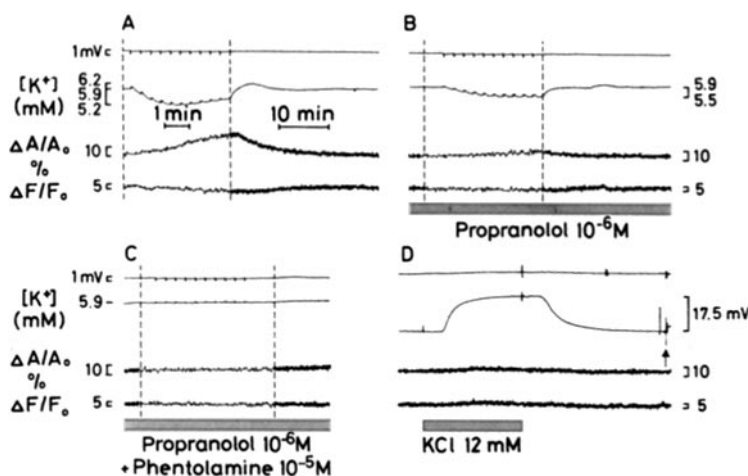 A
1mV
[K⁺]
(mM)
6.2
5.9
5.2
1 min
10 min
ΔA/A₀
%
ΔF/F₀
10
5
B
5.9
5.5
10
5
Propranolol 10⁻⁶M
C
1mV
[K⁺]
(mM)
5.9
ΔA/A₀
%
ΔF/F₀
10
5
Propranolol 10⁻⁶M
+ Phentolamine 10⁻⁵M
D
17.5 mV
10
5
KCl 12 mM